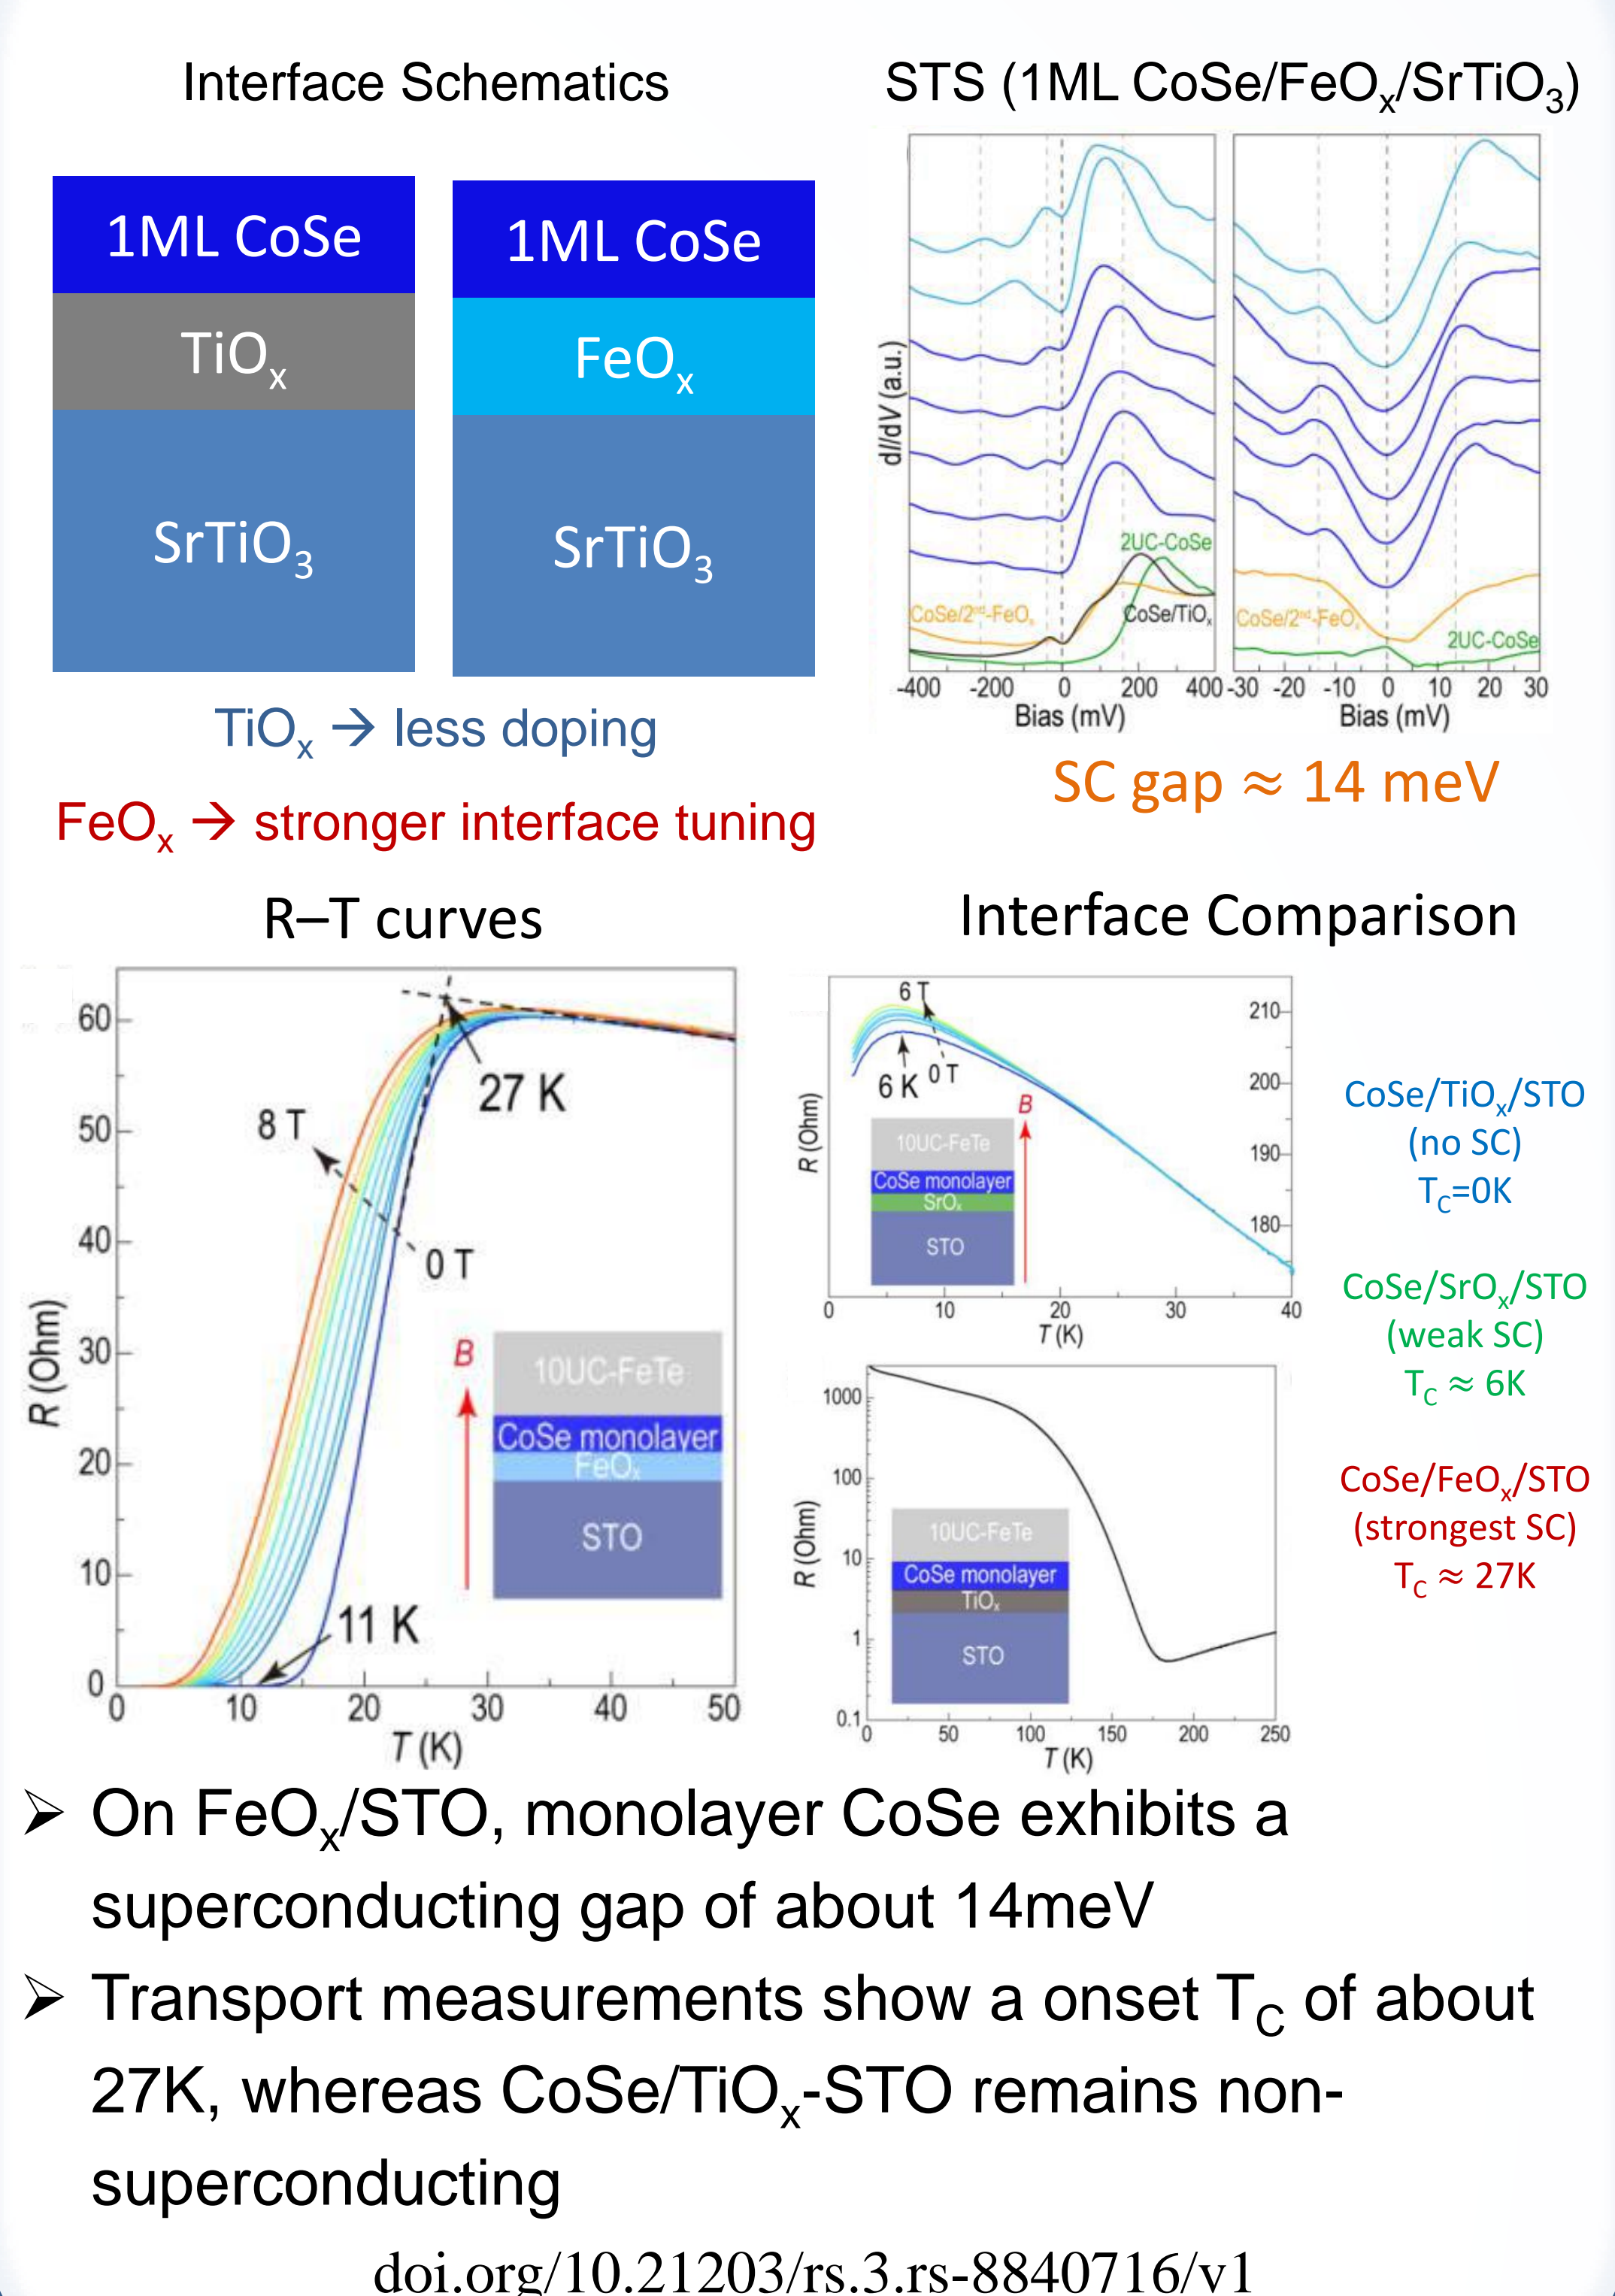 Interface Schematics
1ML CoSe
TiOx
SrTiO3
1ML CoSe
FeOx
SrTiO3
TiOx → less doping
FeOx → stronger interface tuning
STS (1ML CoSe/FeOx/SrTiO3)
dI/dV (a.u.)
2UC-CoSe
CoSe/2nd-FeOx
CoSe/TiOx
-400 -200 0 200 400
Bias (mV)
CoSe/2nd-FeOx
2UC-CoSe
-30 -20 -10 0 10 20 30
Bias (mV)
SC gap ≈ 14 meV
R–T curves
R (Ohm)
60
50
40
30
20
10
0
27 K
8 T
0 T
B
10UC-FeTe
CoSe monolayer
FeOx
STO
11 K
0 10 20 30 40 50
T (K)
Interface Comparison
R (Ohm)
6 T
6 K
0 T
210
200
190
180
B
10UC-FeTe
CoSe monolayer
SrOx
STO
0 10 20 30 40
T (K)
R (Ohm)
1000
100
10
1
0.1
10UC-FeTe
CoSe monolayer
TiOx
STO
0 50 100 150 200 250
T (K)
CoSe/TiOx/STO
(no SC)
TC=0K
CoSe/SrOx/STO
(weak SC)
TC ≈ 6K
CoSe/FeOx/STO
(strongest SC)
TC ≈ 27K
➢ On FeOx/STO, monolayer CoSe exhibits a
superconducting gap of about 14meV
➢ Transport measurements show a onset TC of about
27K, whereas CoSe/TiOx-STO remains non-
superconducting
doi.org/10.21203/rs.3.rs-8840716/v1